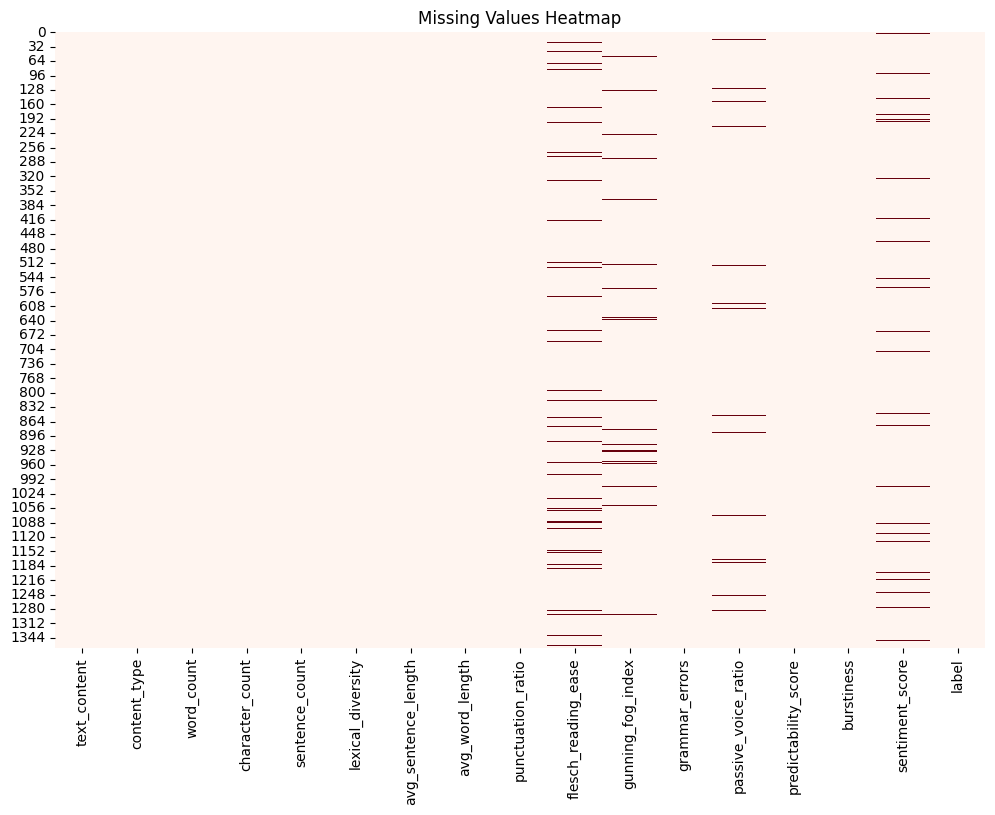 Missing Values Heatmap
0
32
64
96
128
160
192
224
256
288
320
352
384
416
448
480
512
544
576
608
640
672
704
736
768
800
832
864
896
928
960
992
1024
1056
1088
1120
1152
1184
1216
1248
1280
1312
1344
text_content
content_type
word_count
character_count
sentence_count
lexical_diversity
avg_sentence_length
avg_word_length
punctuation_ratio
flesch_reading_ease
gunning_fog_index
grammar_errors
passive_voice_ratio
predictability_score
burstiness
sentiment_score
label